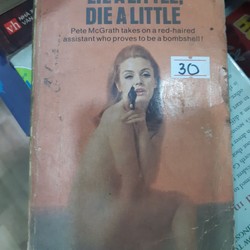 LIE A LITTLE,
DIE A LITTLE
Pete McGrath takes on a red-haired
assistant who proves to be a bombshell!
30